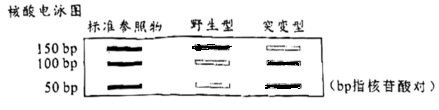 核酸电泳图
标准参照物 野生型 突变型
150 bp
100 bp
50 bp (bp指核苷酸对)